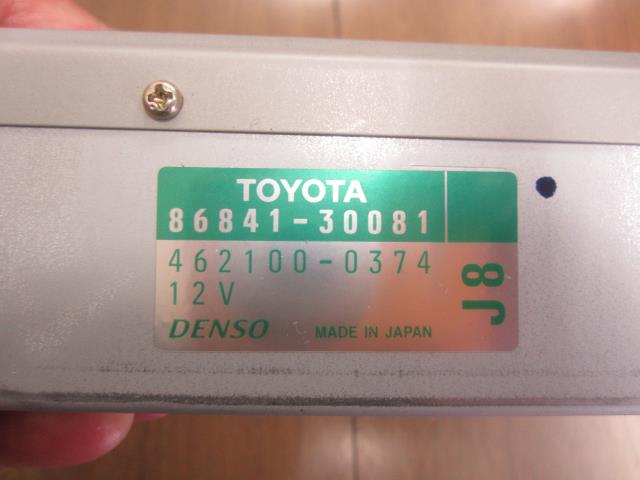 TOYOTA
86841-30081
462100-0374
12V
J8
DENSO MADE IN JAPAN